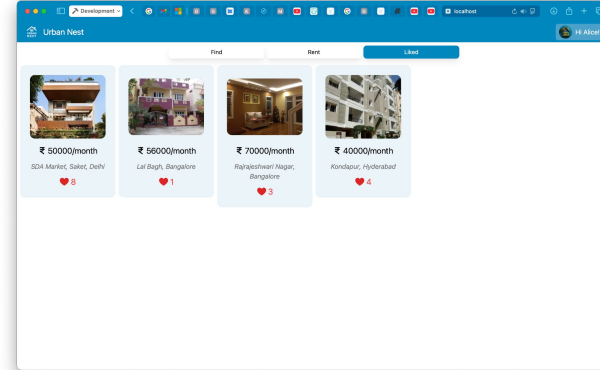 Development
localhost
NEST
Urban Nest
Hi Alice!
Find
Rent
Liked
₹ 50000/month
SDA Market, Saket, Delhi
8
₹ 56000/month
Lal Bagh, Bangalore
1
₹ 70000/month
Rajrajeshwari Nagar,
Bangalore
3
₹ 40000/month
Kondapur, Hyderabad
4